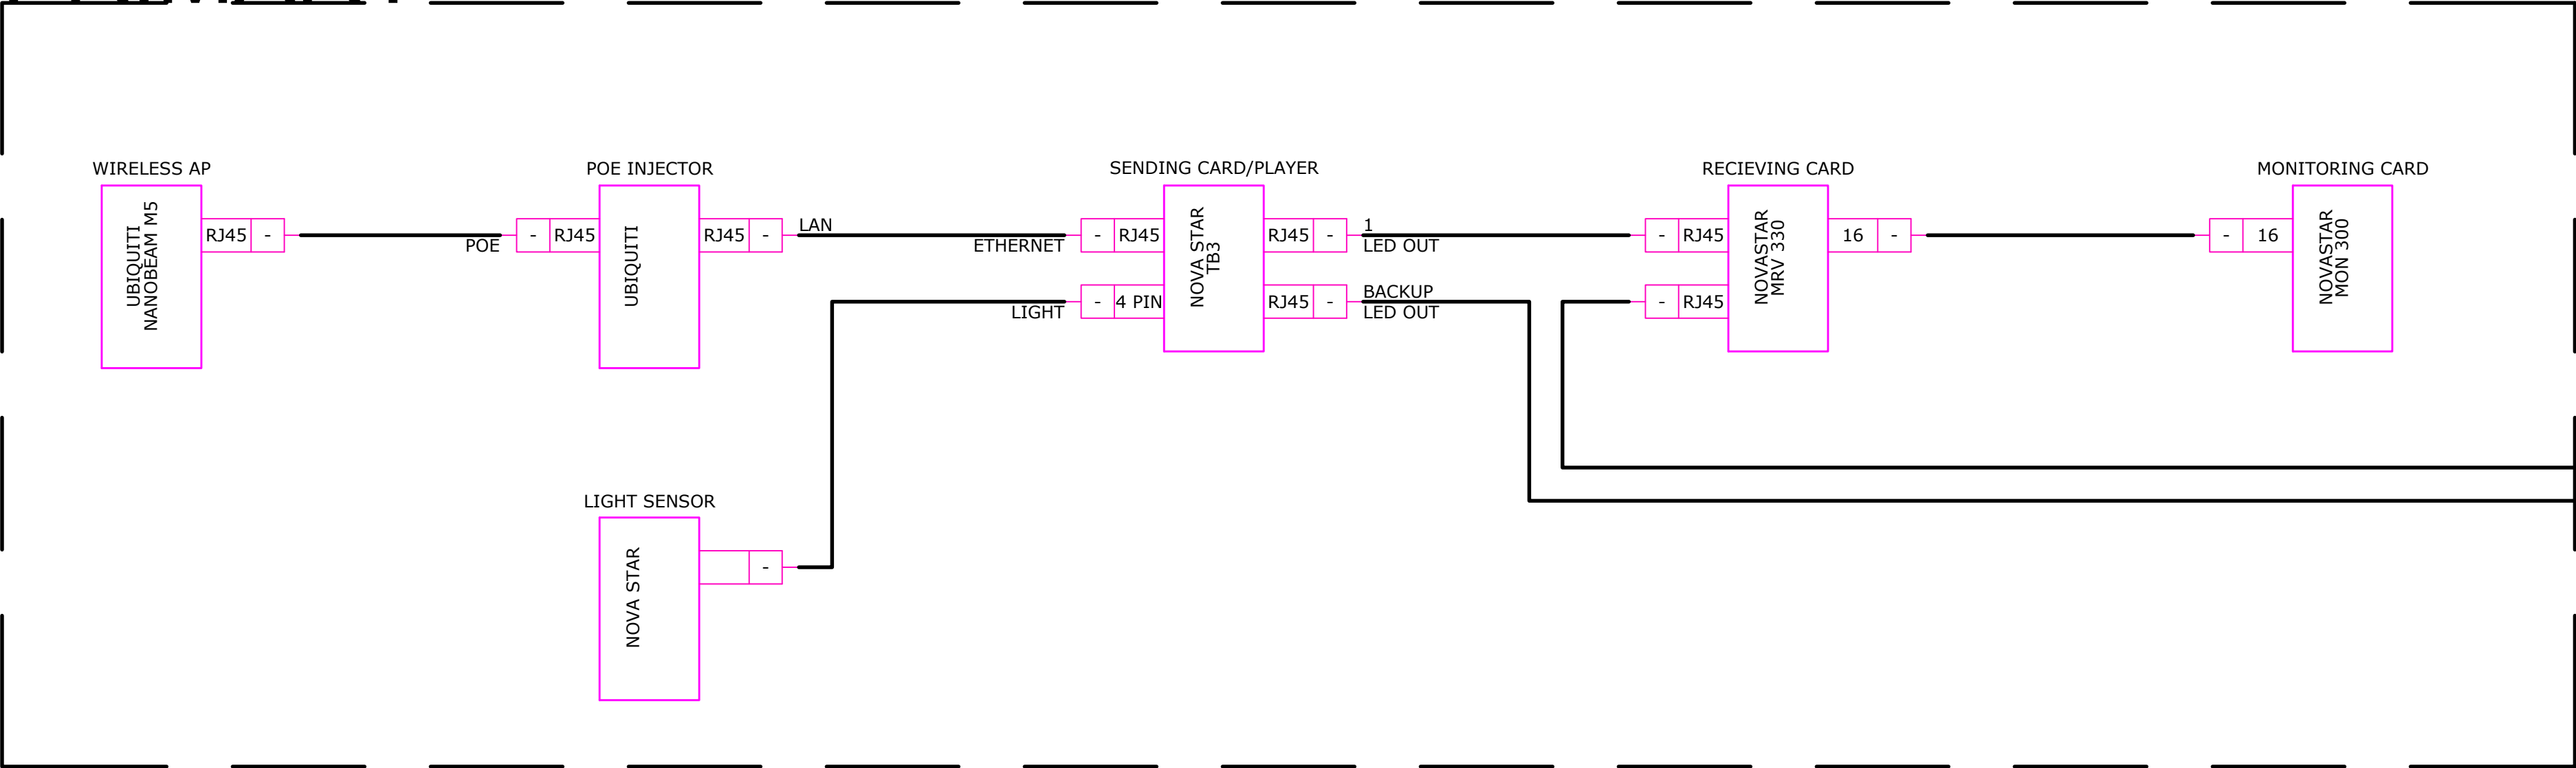 WIRELESS AP
UBIQUITI
NANOBEAM M5
RJ45 -
POE
POE INJECTOR
- RJ45
UBIQUITI
RJ45 -
LAN
ETHERNET
LIGHT
SENDING CARD/PLAYER
- RJ45
- 4 PIN
NOVA STAR
TB3
RJ45 -
RJ45 -
1
LED OUT
BACKUP
LED OUT
RECIEVING CARD
- RJ45
- RJ45
NOVASTAR
MRV 330
16 -
MONITORING CARD
- 16
NOVASTAR
MON 300
LIGHT SENSOR
NOVA STAR
-